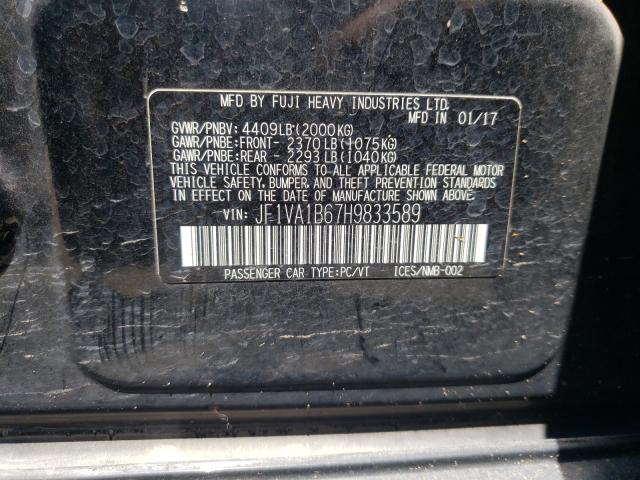 MFD BY FUJI HEAVY INDUSTRIES LTD.
MFD IN 01/17
GVWR/PNBV: 4409LB(2000KG)
GAWR/PNBE:FRONT- 2370LB(1075KG)
GAWR/PNBE:REAR - 2293LB(1040KG)
THIS VEHICLE CONFORMS TO ALL APPLICABLE FEDERAL MOTOR
VEHICLE SAFETY, BUMPER, AND THEFT PREVENTION STANDARDS
IN EFFECT ON THE DATE OF MANUFACTURE SHOWN ABOVE.
VIN: JF1VA1B67H9833589
PASSENGER CAR TYPE:PC/VT ICES/NMB-002